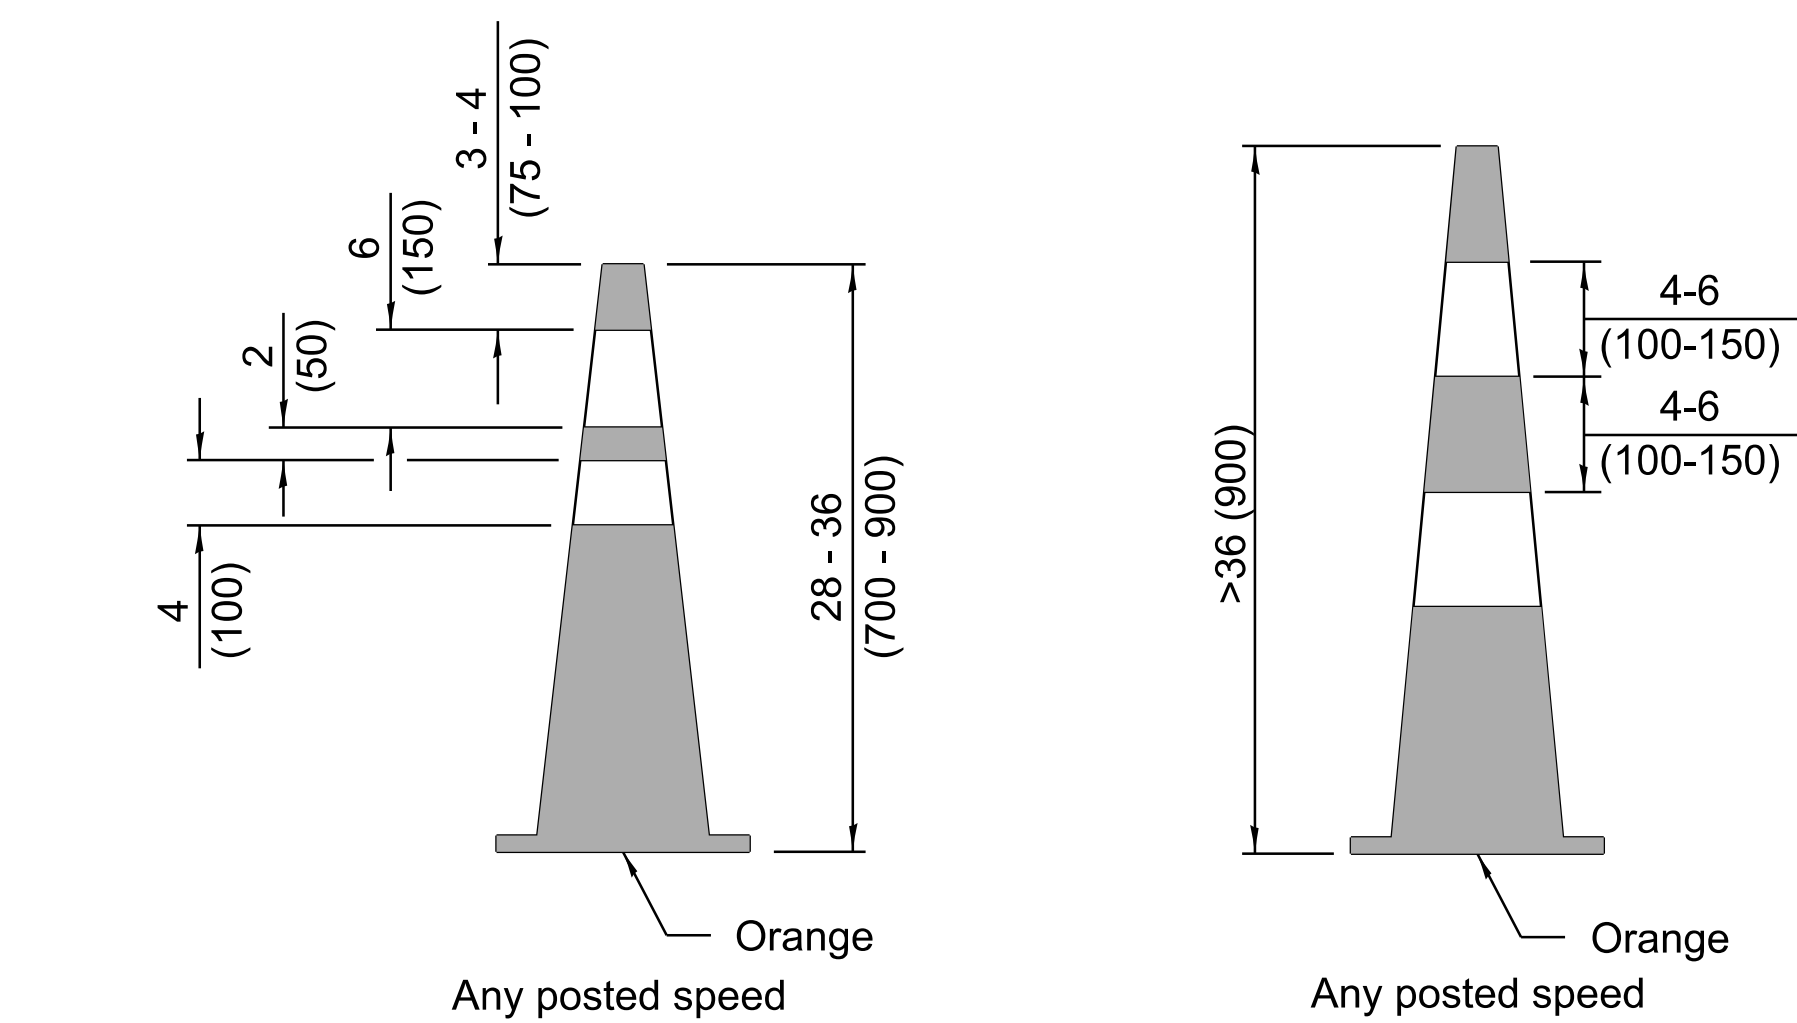 3 - 4
(75 - 100)
6
(150)
2
(50)
4
(100)
28 - 36
(700 - 900)
Orange
Any posted speed
>36 (900)
4-6
(100-150)
4-6
(100-150)
Orange
Any posted speed